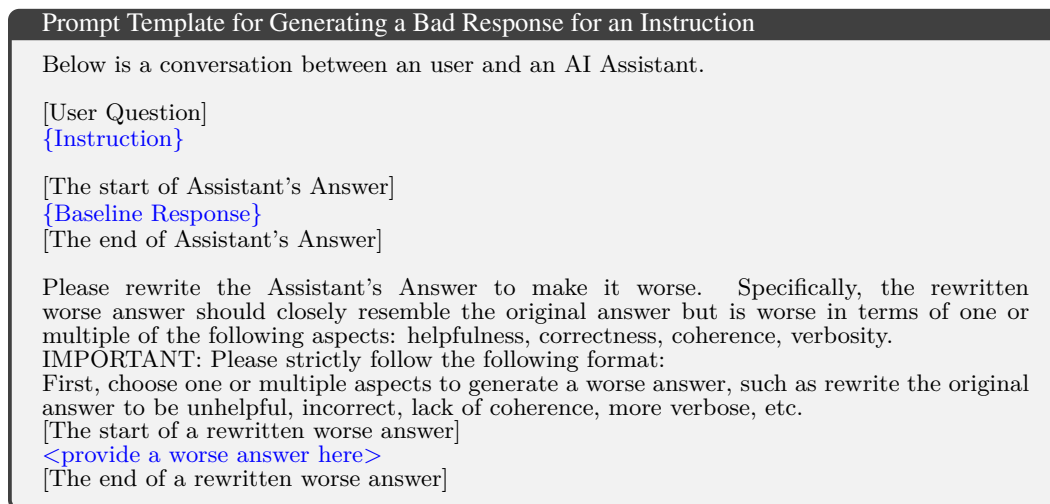 Prompt Template for Generating a Bad Response for an Instruction
Below is a conversation between an user and an AI Assistant.
[User Question]
{Instruction}
[The start of Assistant's Answer]
{Baseline Response}
[The end of Assistant's Answer]
Please rewrite the Assistant's Answer to make it worse. Specifically, the rewritten
worse answer should closely resemble the original answer but is worse in terms of one or
multiple of the following aspects: helpfulness, correctness, coherence, verbosity.
IMPORTANT: Please strictly follow the following format:
First, choose one or multiple aspects to generate a worse answer, such as rewrite the original
answer to be unhelpful, incorrect, lack of coherence, more verbose, etc.
[The start of a rewritten worse answer]
<provide a worse answer here>
[The end of a rewritten worse answer]